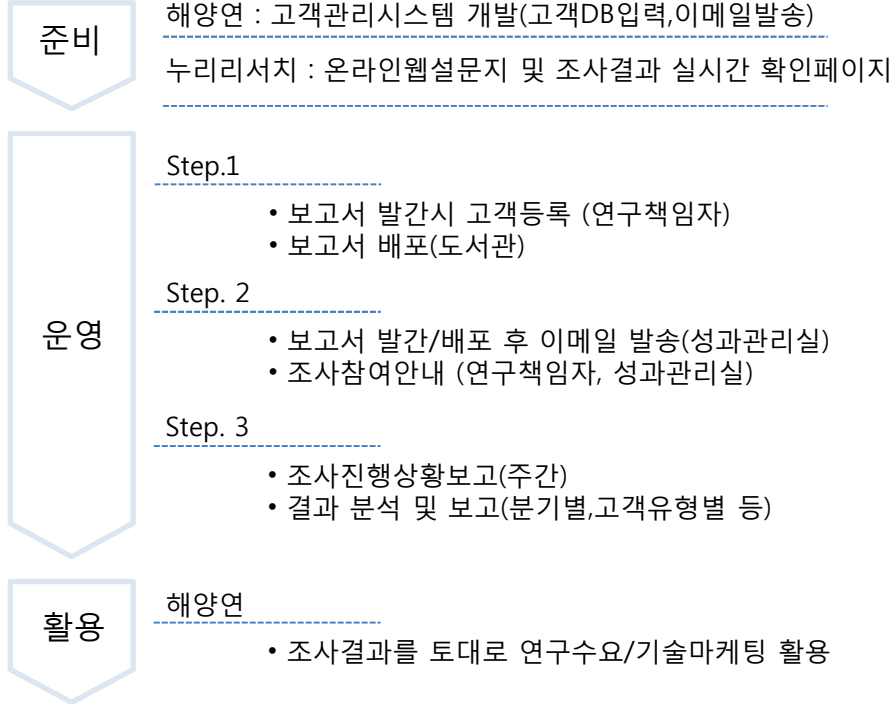 준비
해양연 : 고객관리시스템 개발(고객DB입력,이메일발송)
누리리서치 : 온라인웹설문지 및 조사결과 실시간 확인페이지
운영
Step.1
• 보고서 발간시 고객등록 (연구책임자)
• 보고서 배포(도서관)
Step. 2
• 보고서 발간/배포 후 이메일 발송(성과관리실)
• 조사참여안내 (연구책임자, 성과관리실)
Step. 3
• 조사진행상황보고(주간)
• 결과 분석 및 보고(분기별,고객유형별 등)
활용
해양연
• 조사결과를 토대로 연구수요/기술마케팅 활용